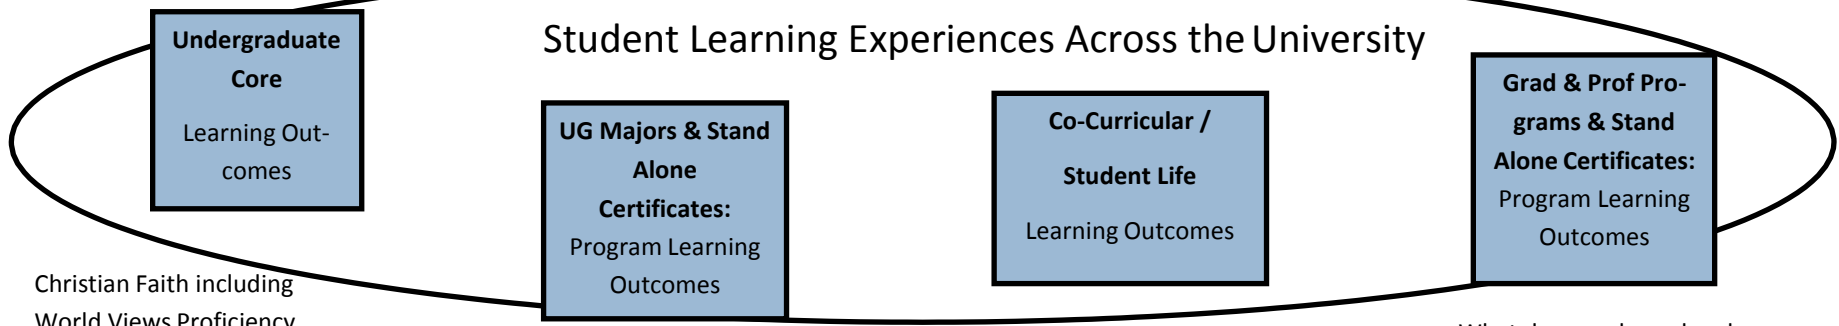 Student Learning Experiences Across the University
Undergraduate
Core
Learning Out-
comes
UG Majors & Stand
Alone
Certificates:
Program Learning
Outcomes
Co-Curricular /
Student Life
Learning Outcomes
Grad & Prof Pro-
grams & Stand
Alone Certificates:
Program Learning
Outcomes
Christian Faith including
World Views Proficiency